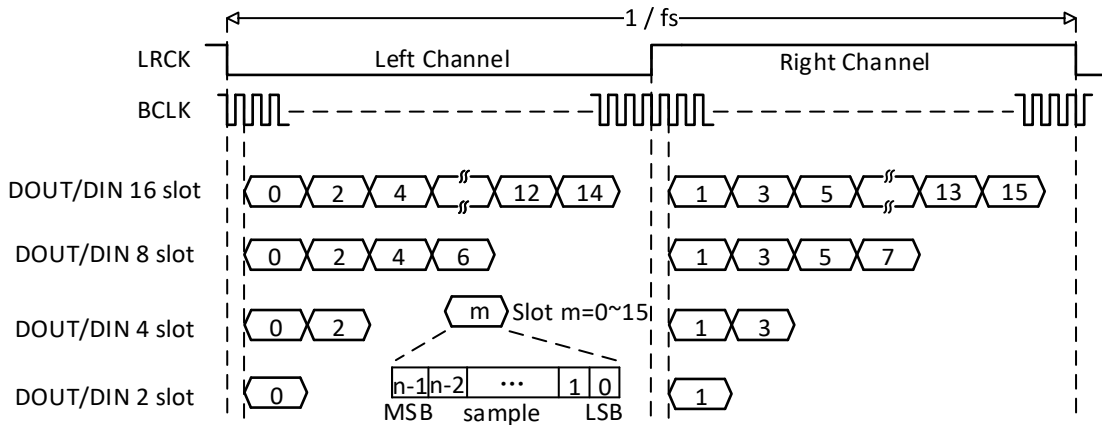 1 / fs
LRCK Left Channel Right Channel
BCLK
DOUT/DIN 16 slot 0 2 4 12 14 1 3 5 13 15
DOUT/DIN 8 slot 0 2 4 6 1 3 5 7
m Slot m=0~15
DOUT/DIN 4 slot 0 2 1 3
n-1 n-2 ... 1 0
DOUT/DIN 2 slot 0 1
MSB sample LSB